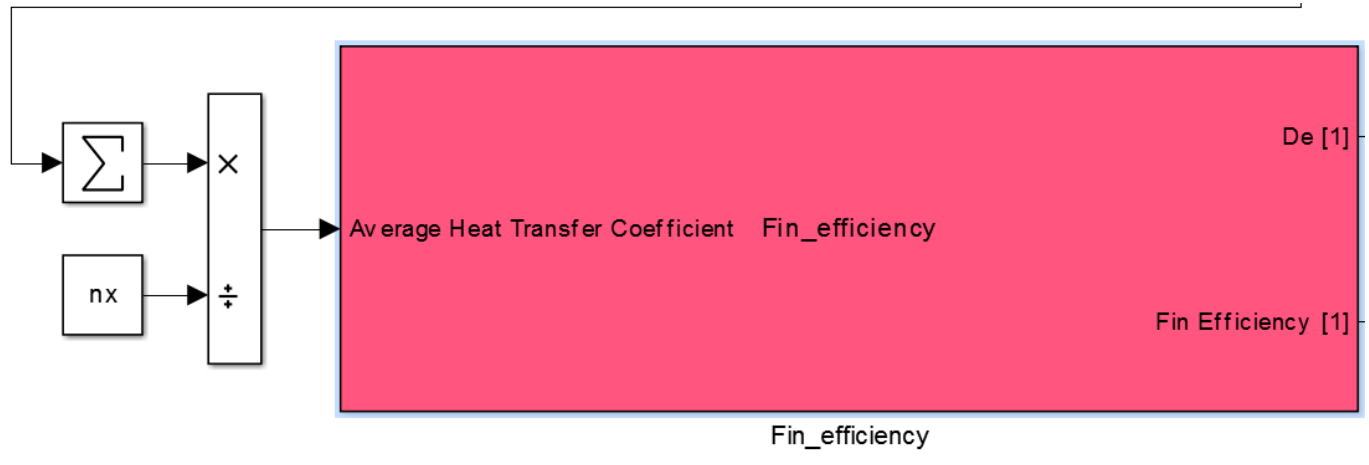 De [1]
∑
×
Average Heat Transfer Coefficient Fin_efficiency
nx
÷
Fin Efficiency [1]
Fin_efficiency